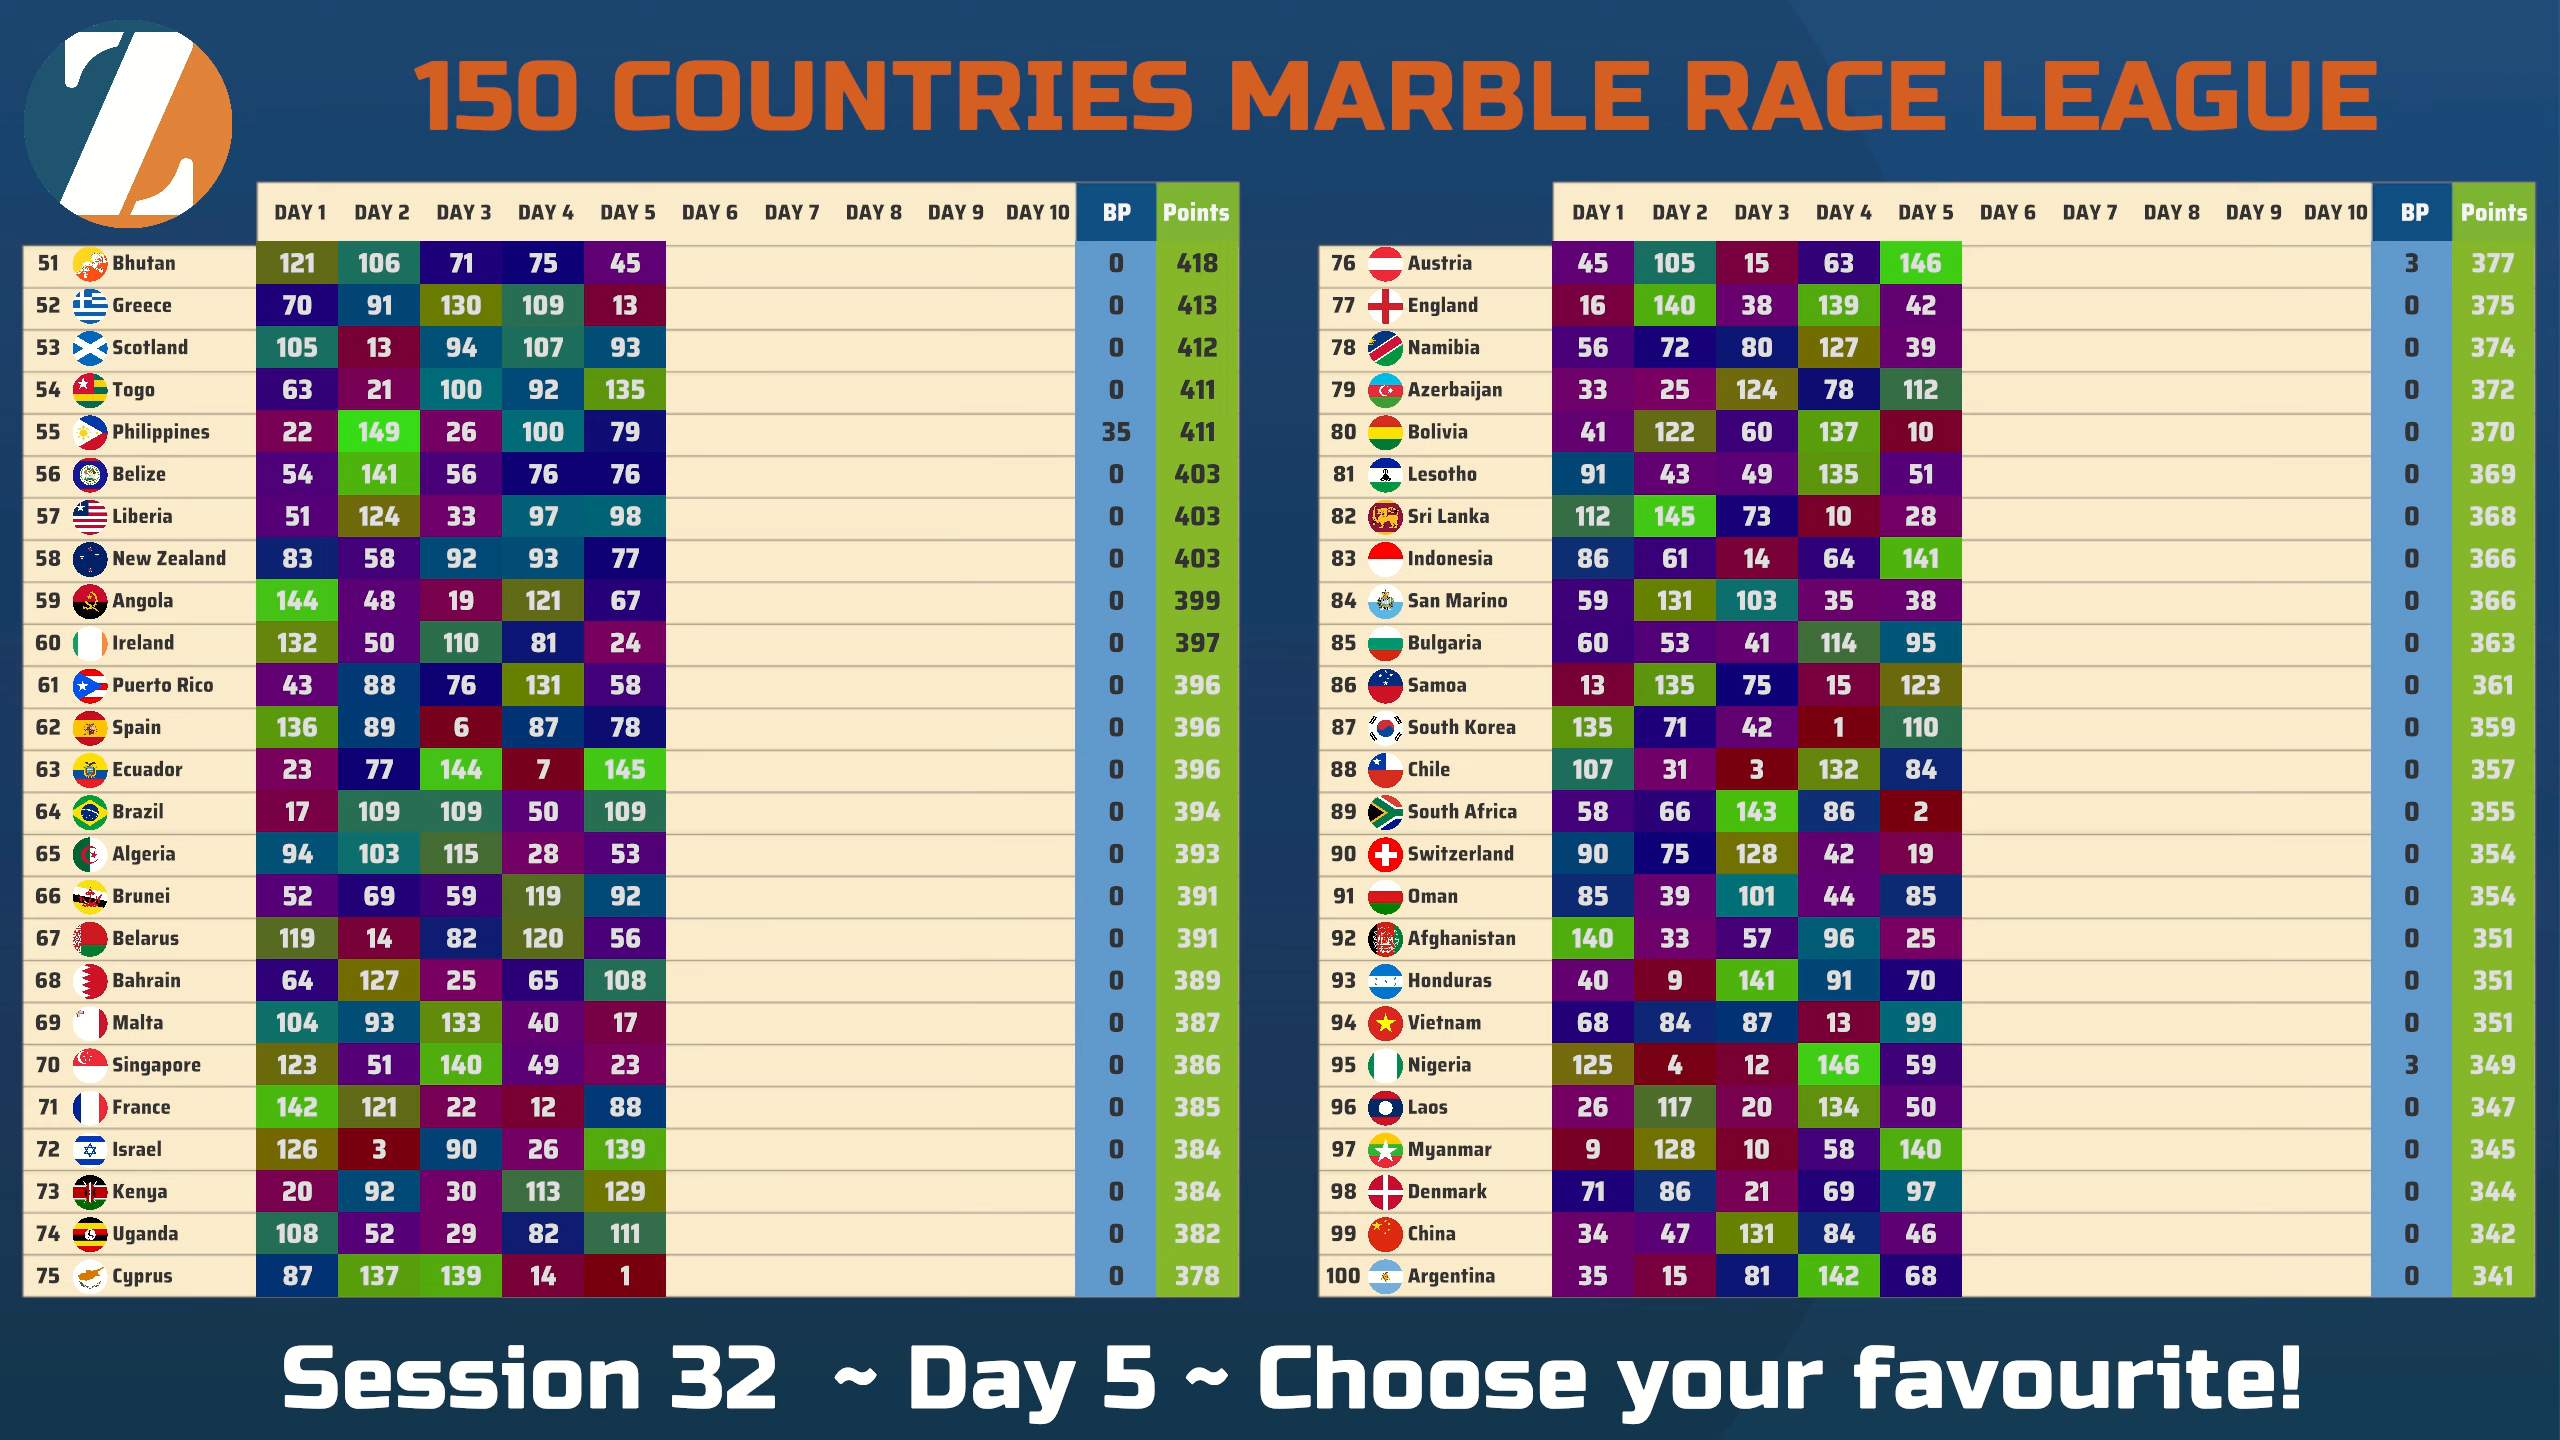 Z
150 COUNTRIES MARBLE RACE LEAGUE
DAY 1 DAY 2 DAY 3 DAY 4 DAY 5 DAY 6 DAY 7 DAY 8 DAY 9 DAY 10 BP Points
51 Bhutan 121 106 71 75 45 0 418
52 Greece 70 91 130 109 13 0 413
53 Scotland 105 13 94 107 93 0 412
54 Togo 63 21 100 92 135 0 411
55 Philippines 22 149 26 100 79 35 411
56 Belize 54 141 56 76 76 0 403
57 Liberia 51 124 33 97 98 0 403
58 New Zealand 83 58 92 93 77 0 403
59 Angola 144 48 19 121 67 0 399
60 Ireland 132 50 110 81 24 0 397
61 Puerto Rico 43 88 76 131 58 0 396
62 Spain 136 89 6 87 78 0 396
63 Ecuador 23 77 144 7 145 0 396
64 Brazil 17 109 109 50 109 0 394
65 Algeria 94 103 115 28 53 0 393
66 Brunei 52 69 59 119 92 0 391
67 Belarus 119 14 82 120 56 0 391
68 Bahrain 64 127 25 65 108 0 389
69 Malta 104 93 133 40 17 0 387
70 Singapore 123 51 140 49 23 0 386
71 France 142 121 22 12 88 0 385
72 Israel 126 3 90 26 139 0 384
73 Kenya 20 92 30 113 129 0 384
74 Uganda 108 52 29 82 111 0 382
75 Cyprus 87 137 139 14 1 0 378
DAY 1 DAY 2 DAY 3 DAY 4 DAY 5 DAY 6 DAY 7 DAY 8 DAY 9 DAY 10 BP Points
76 Austria 45 105 15 63 146 3 377
77 England 16 140 38 139 42 0 375
78 Namibia 56 72 80 127 39 0 374
79 Azerbaijan 33 25 124 78 112 0 372
80 Bolivia 41 122 60 137 10 0 370
81 Lesotho 91 43 49 135 51 0 369
82 Sri Lanka 112 145 73 10 28 0 368
83 Indonesia 86 61 14 64 141 0 366
84 San Marino 59 131 103 35 38 0 366
85 Bulgaria 60 53 41 114 95 0 363
86 Samoa 13 135 75 15 123 0 361
87 South Korea 135 71 42 1 110 0 359
88 Chile 107 31 3 132 84 0 357
89 South Africa 58 66 143 86 2 0 355
90 Switzerland 90 75 128 42 19 0 354
91 Oman 85 39 101 44 85 0 354
92 Afghanistan 140 33 57 96 25 0 351
93 Honduras 40 9 141 91 70 0 351
94 Vietnam 68 84 87 13 99 0 351
95 Nigeria 125 4 12 146 59 3 349
96 Laos 26 117 20 134 50 0 347
97 Myanmar 9 128 10 58 140 0 345
98 Denmark 71 86 21 69 97 0 344
99 China 34 47 131 84 46 0 342
100 Argentina 35 15 81 142 68 0 341
Session 32 ~ Day 5 ~ Choose your favourite!